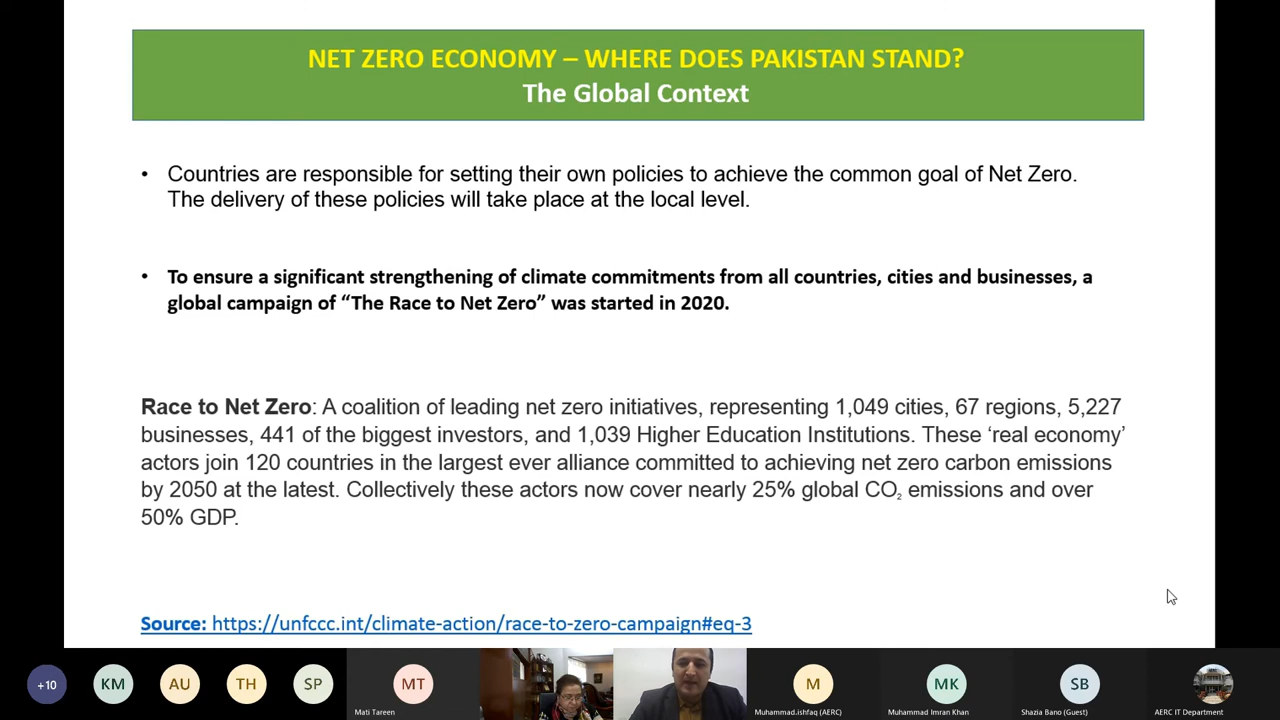 NET ZERO ECONOMY – WHERE DOES PAKISTAN STAND?
The Global Context
• Countries are responsible for setting their own policies to achieve the common goal of Net Zero.
The delivery of these policies will take place at the local level.
• To ensure a significant strengthening of climate commitments from all countries, cities and businesses, a
global campaign of “The Race to Net Zero” was started in 2020.
Race to Net Zero: A coalition of leading net zero initiatives, representing 1,049 cities, 67 regions, 5,227
businesses, 441 of the biggest investors, and 1,039 Higher Education Institutions. These ‘real economy’
actors join 120 countries in the largest ever alliance committed to achieving net zero carbon emissions
by 2050 at the latest. Collectively these actors now cover nearly 25% global CO₂ emissions and over
50% GDP.
Source: https://unfccc.int/climate-action/race-to-zero-campaign#eq-3
+10
KM
AU
TH
SP
MT
Mati Tareen
M
Muhammad.ishfaq (AERC)
MK
Muhammad Imran Khan
SB
Shazia Bano (Guest)
AERC IT Department